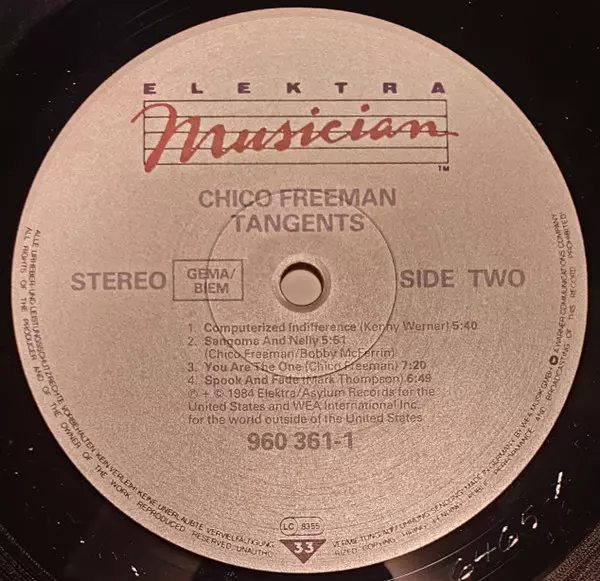 ELEKTRA
Musician
TM
CHICO FREEMAN
TANGENTS
STEREO
GEMA/
BIEM
SIDE TWO
1. Computerized Indifference (Kenny Werner) 5:40
2. Sangoma And Nelly 5:51
(Chico Freeman/Bobby McFerrin)
3. You Are The One (Chico Freeman) 7:20
4. Spook And Fade (Mark Thompson) 6:49
℗ + © 1984 Elektra/Asylum Records for the
United States and WEA International Inc.
for the world outside of the United States
960 361-1
LC 8355
33
ALLE URHEBER- UND LEISTUNGSSCHUTZRECHTE VORBEHALTEN. KEIN VERLEIH! KEINE UNERLAUBTE VERVIELFÄLTIGUNG,
ALL RIGHTS OF THE PRODUCER AND OF THE OWNER OF THE WORK REPRODUCED RESERVED.
A WARNER COMMUNICATIONS COMPANY
BROADCASTING OF THIS RECORD PROHIBITED!